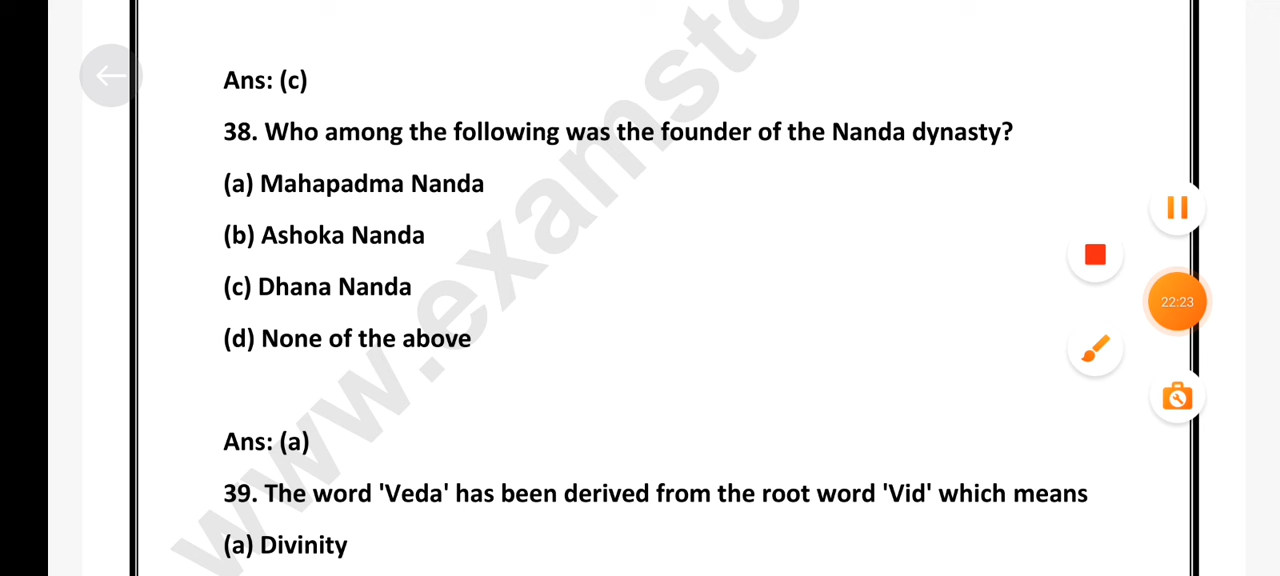 Ans: (c)
38. Who among the following was the founder of the Nanda dynasty?
(a) Mahapadma Nanda
(b) Ashoka Nanda
(c) Dhana Nanda
(d) None of the above
Ans: (a)
39. The word 'Veda' has been derived from the root word 'Vid' which means
(a) Divinity
www.examsto
22:23